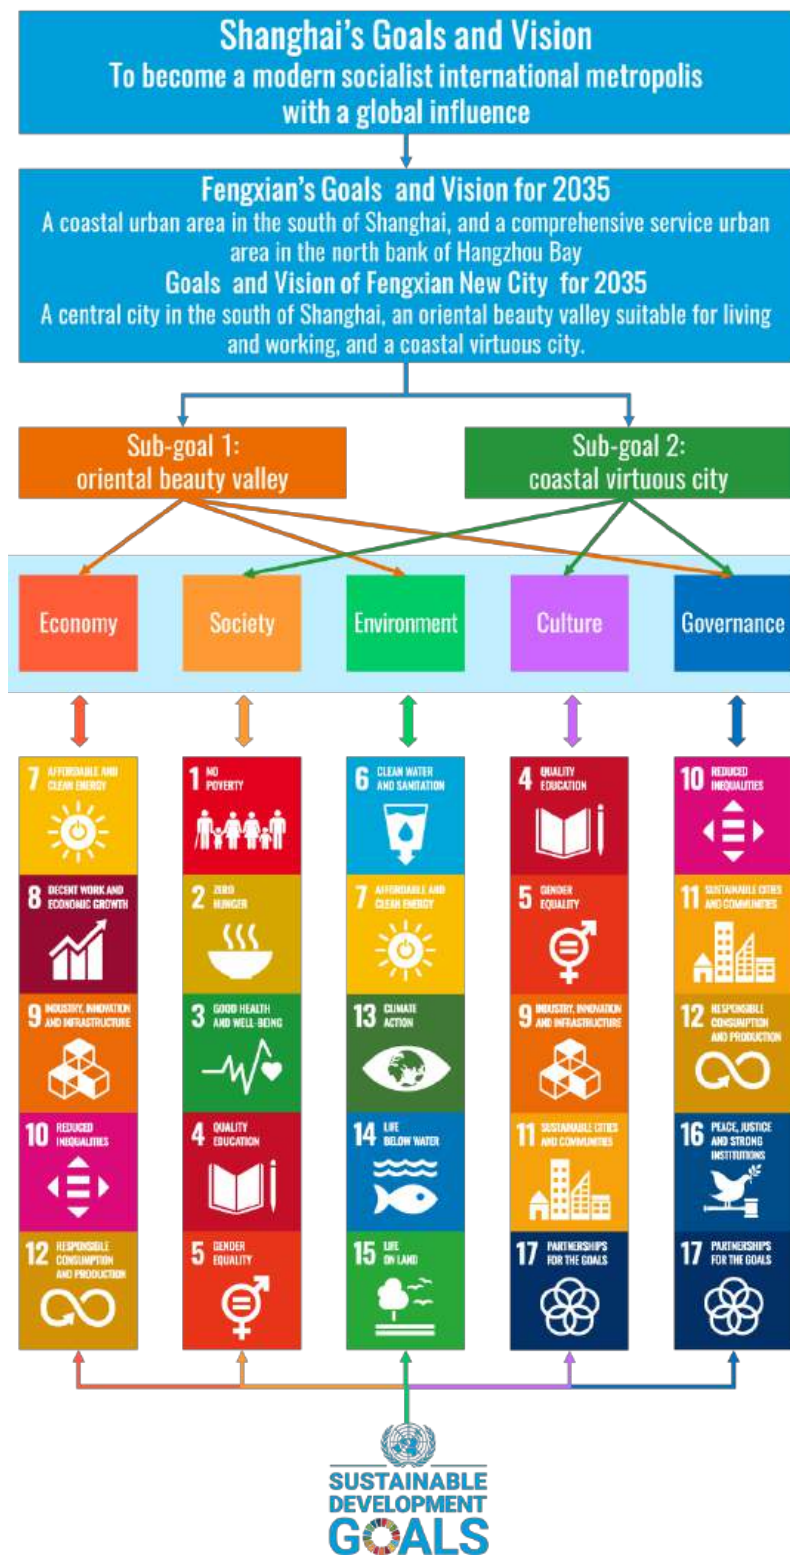 Shanghai's Goals and Vision
To become a modern socialist international metropolis
with a global influence
Fengxian's Goals and Vision for 2035
A coastal urban area in the south of Shanghai, and a comprehensive service urban
area in the north bank of Hangzhou Bay
Goals and Vision of Fengxian New City for 2035
A central city in the south of Shanghai, an oriental beauty valley suitable for living
and working, and a coastal virtuous city.
Sub-goal 1:
oriental beauty valley
Sub-goal 2:
coastal virtuous city
Economy
Society
Environment
Culture
Governance
7 AFFORDABLE AND
CLEAN ENERGY
8 DECENT WORK AND
ECONOMIC GROWTH
9 INDUSTRY, INNOVATION
AND INFRASTRUCTURE
10 REDUCED
INEQUALITIES
12 RESPONSIBLE
CONSUMPTION
AND PRODUCTION
1 NO
POVERTY
2 ZERO
HUNGER
3 GOOD HEALTH
AND WELL-BEING
4 QUALITY
EDUCATION
5 GENDER
EQUALITY
6 CLEAN WATER
AND SANITATION
7 AFFORDABLE AND
CLEAN ENERGY
13 CLIMATE
ACTION
14 LIFE
BELOW WATER
15 LIFE
ON LAND
4 QUALITY
EDUCATION
5 GENDER
EQUALITY
9 INDUSTRY, INNOVATION
AND INFRASTRUCTURE
11 SUSTAINABLE CITIES
AND COMMUNITIES
17 PARTNERSHIPS
FOR THE GOALS
10 REDUCED
INEQUALITIES
11 SUSTAINABLE CITIES
AND COMMUNITIES
12 RESPONSIBLE
CONSUMPTION
AND PRODUCTION
16 PEACE, JUSTICE
AND STRONG
INSTITUTIONS
17 PARTNERSHIPS
FOR THE GOALS
SUSTAINABLE
DEVELOPMENT
GOALS